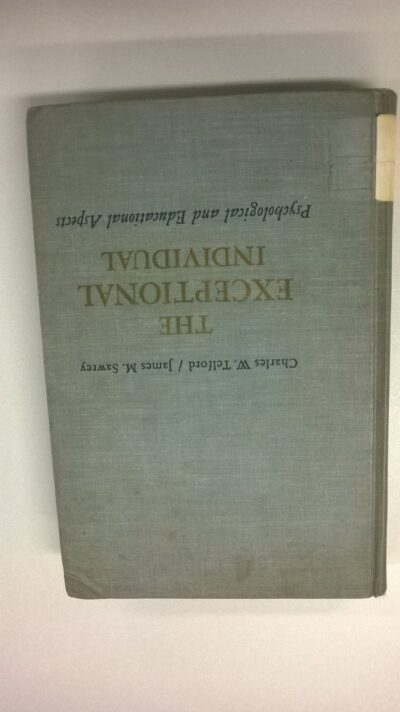 Charles W. Telford / James M. Sawrey
THE
EXCEPTIONAL
INDIVIDUAL
Psychological and Educational Aspects